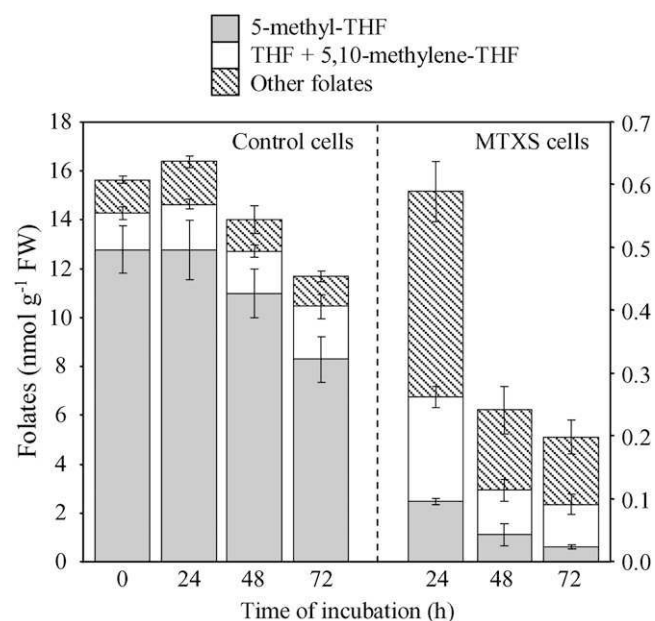 5-methyl-THF
THF + 5,10-methylene-THF
Other folates
Control cells
MTXS cells
Folates (nmol g⁻¹ FW)
18
16
14
12
10
8
6
4
2
0
0.7
0.6
0.5
0.4
0.3
0.2
0.1
0.0
0 24 48 72 24 48 72
Time of incubation (h)